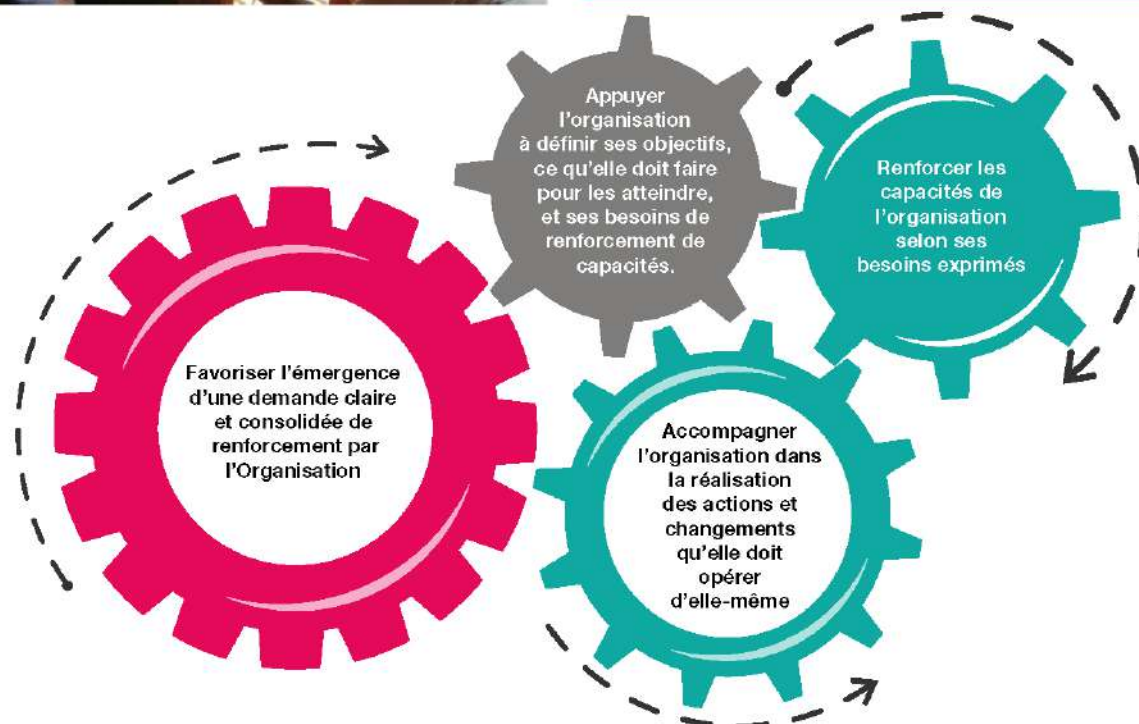 Favoriser l'émergence
d'une demande claire
et consolidée de
renforcement par
l'Organisation
Appuyer
l'organisation
à définir ses objectifs,
ce qu'elle doit faire
pour les atteindre,
et ses besoins de
renforcement de
capacités.
Renforcer les
capacités de
l'organisation
selon ses
besoins exprimés
Accompagner
l'organisation dans
la réalisation
des actions et
changements
qu'elle doit
opérer
d'elle-même